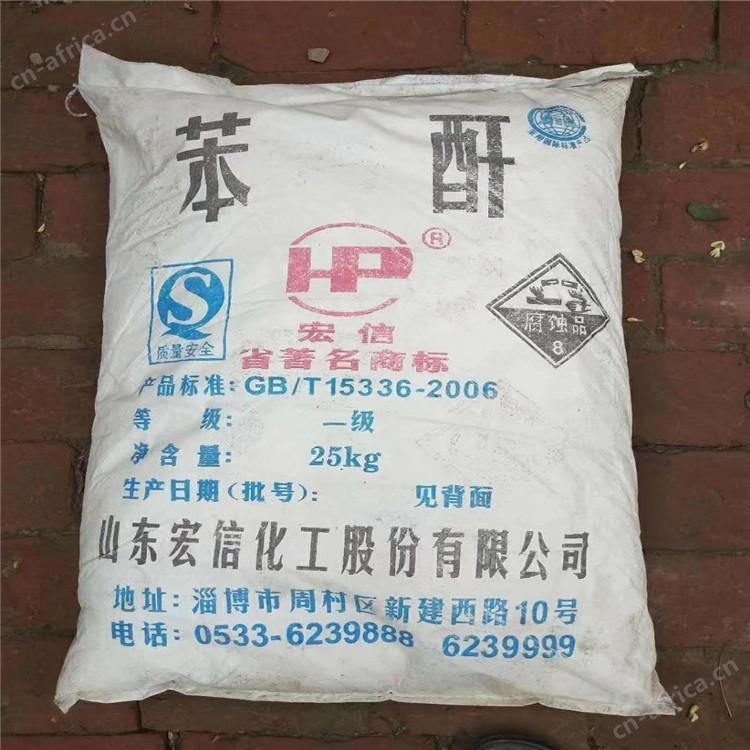 cn-africa.cn
苯 酐
HP ®
宏信
省著名商标
质量安全
腐蚀品
8
产品标准:GB/T15336-2006
等 级: 一级
净含量: 25kg
生产日期(批号): 见背面
山东宏信化工股份有限公司
地址:淄博市周村区新建西路10号
电话:0533-6239888 6239999
cn-africa.cn